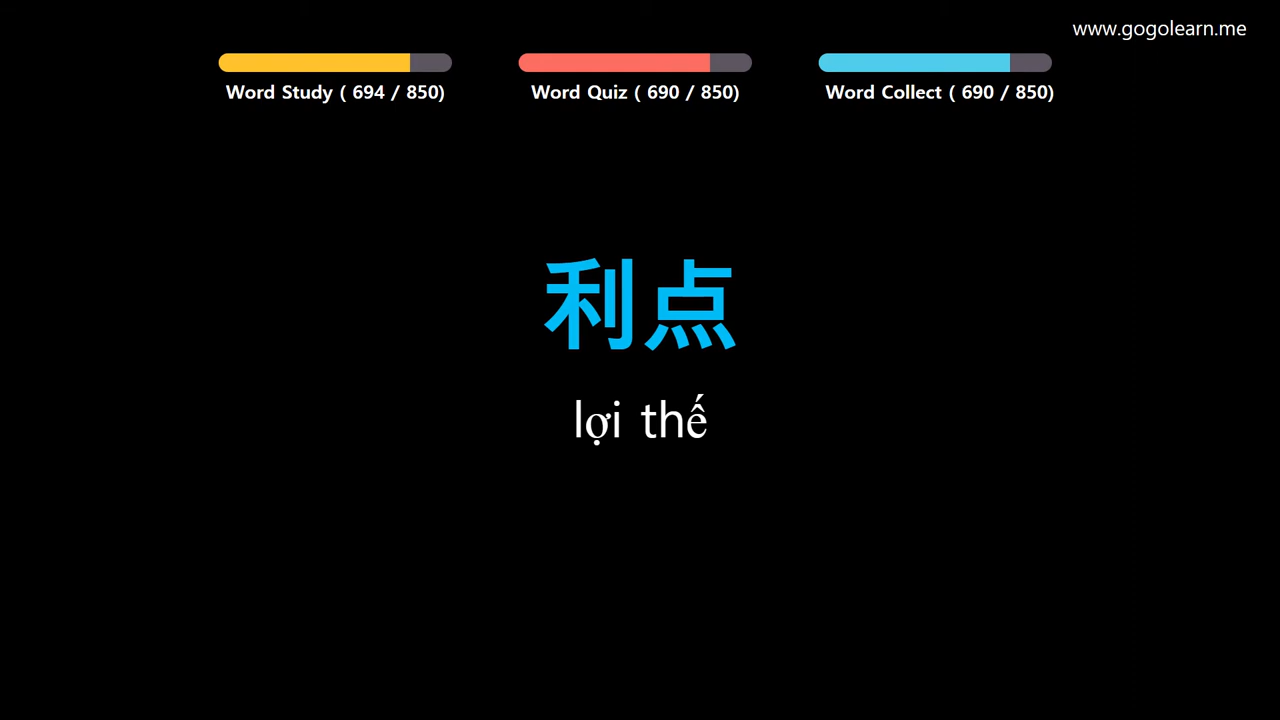 www.gogolearn.me
Word Study ( 694 / 850)
Word Quiz ( 690 / 850)
Word Collect ( 690 / 850)
利点
lợi thế